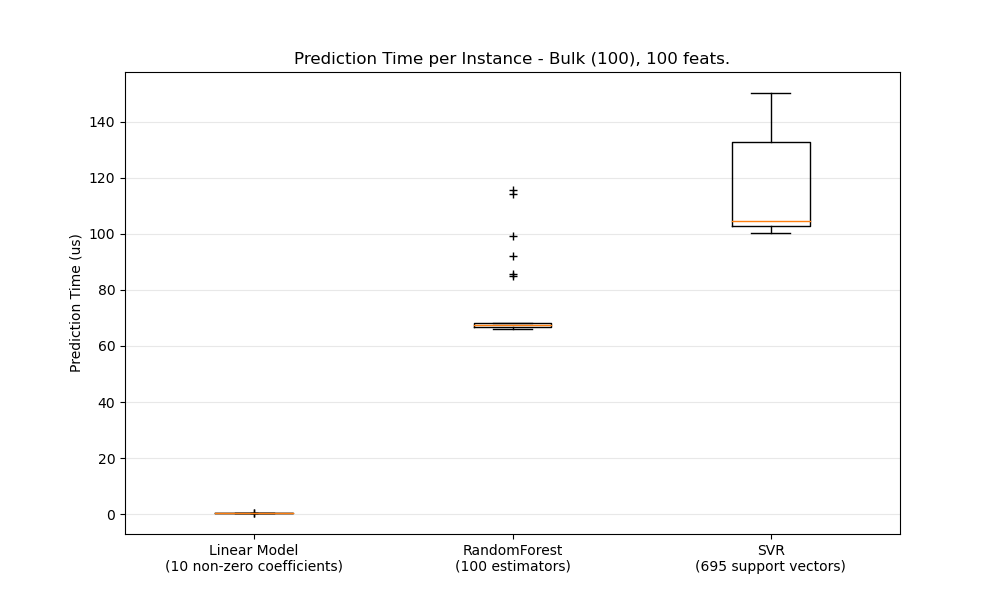 Prediction Time per Instance - Bulk (100), 100 feats.
Prediction Time (us)
140
120
100
80
60
40
20
0
Linear Model
(10 non-zero coefficients)
RandomForest
(100 estimators)
SVR
(695 support vectors)